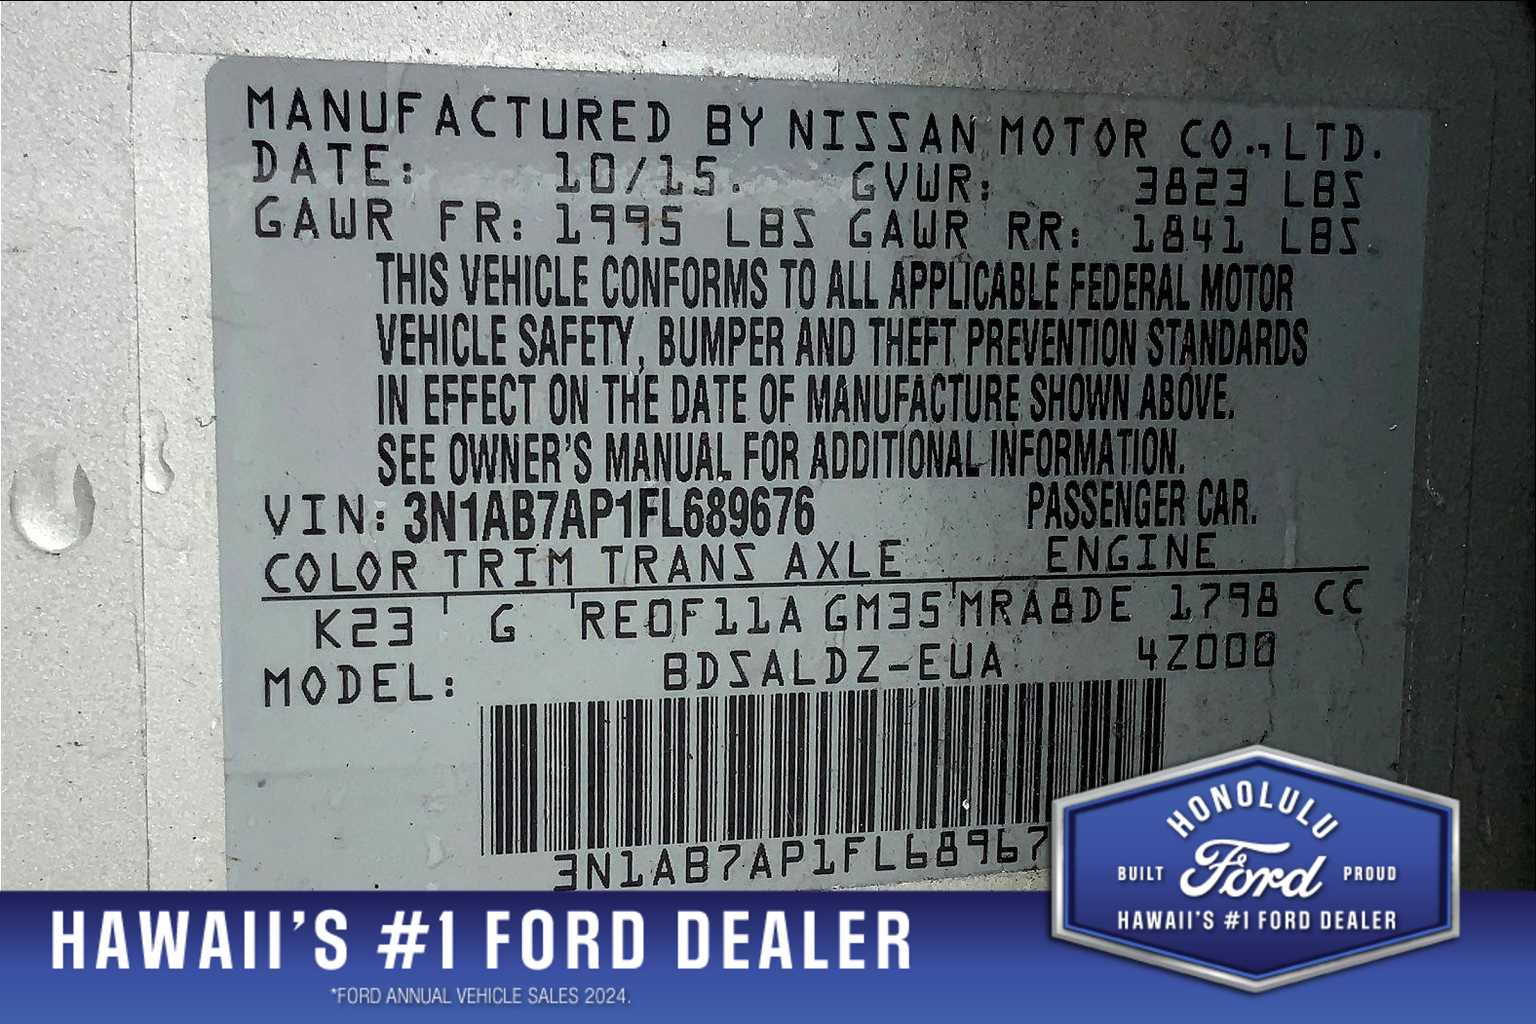 MANUFACTURED BY NISSAN MOTOR CO., LTD.
DATE: 10/15. GVWR: 3823 LBS
GAWR FR: 1995 LBS GAWR RR: 1841 LBS
THIS VEHICLE CONFORMS TO ALL APPLICABLE FEDERAL MOTOR
VEHICLE SAFETY, BUMPER AND THEFT PREVENTION STANDARDS
IN EFFECT ON THE DATE OF MANUFACTURE SHOWN ABOVE.
SEE OWNER'S MANUAL FOR ADDITIONAL INFORMATION.
VIN: 3N1AB7AP1FL689676 PASSENGER CAR.
COLOR TRIM TRANS AXLE ENGINE
K23 G RE0F11A GM35 MRA8DE 1798 CC
MODEL: BDSALDZ-EUA 42000
3N1AB7AP1FL68967
HONOLULU
BUILT Ford PROUD
HAWAII'S #1 FORD DEALER
HAWAII'S #1 FORD DEALER
*FORD ANNUAL VEHICLE SALES 2024.